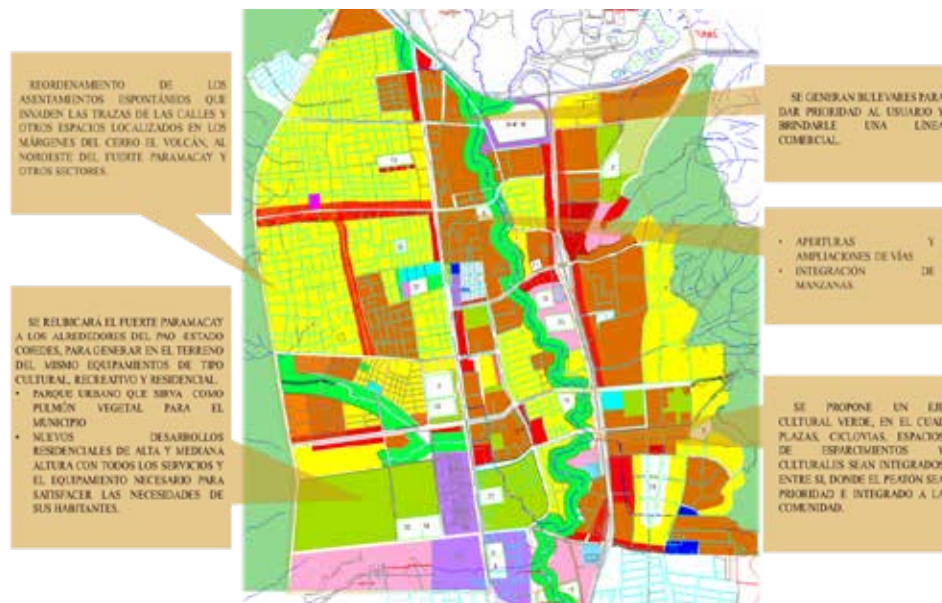 REORDENAMIENTO DE LOS
ASENTAMIENTOS ESPONTÁNEOS QUE
INVADEN LAS TRAZAS DE LAS CALLES Y
OTROS ESPACIOS LOCALIZADOS EN LOS
MÁRGENES DEL CERRO EL VOLCÁN, AL
NOROESTE DEL FUERTE PARAMACAY Y
OTROS SECTORES.
SE REUBICARÁ EL FUERTE PARAMACAY
A LOS ALREDEDORES DEL PAO -ESTADO
COJEDES, PARA GENERAR EN EL TERRENO
DEL MISMO EQUIPAMIENTOS DE TIPO
CULTURAL, RECREATIVO Y RESIDENCIAL.
• PARQUE URBANO QUE SIRVA COMO
PULMÓN VEGETAL PARA EL
MUNICIPIO
• NUEVOS DESARROLLOS
RESIDENCIALES DE ALTA Y MEDIANA
ALTURA CON TODOS LOS SERVICIOS Y
EL EQUIPAMIENTO NECESARIO PARA
SATISFACER LAS NECESIDADES DE
SUS HABITANTES.
SE GENERAN BULEVARES PARA
DAR PRIORIDAD AL USUARIO Y
BRINDARLE UNA LÍNEA
COMERCIAL.
• APERTURAS Y
AMPLIACIONES DE VÍAS
• INTEGRACIÓN DE
MANZANAS.
SE PROPONE UN EJE
CULTURAL VERDE, EN EL CUAL
PLAZAS, CICLOVIAS, ESPACIOS
DE ESPARCIMIENTOS Y
CULTURALES SEAN INTEGRADOS
ENTRE SI, DONDE EL PEATÓN SEA
PRIORIDAD E INTEGRADO A LA
COMUNIDAD.